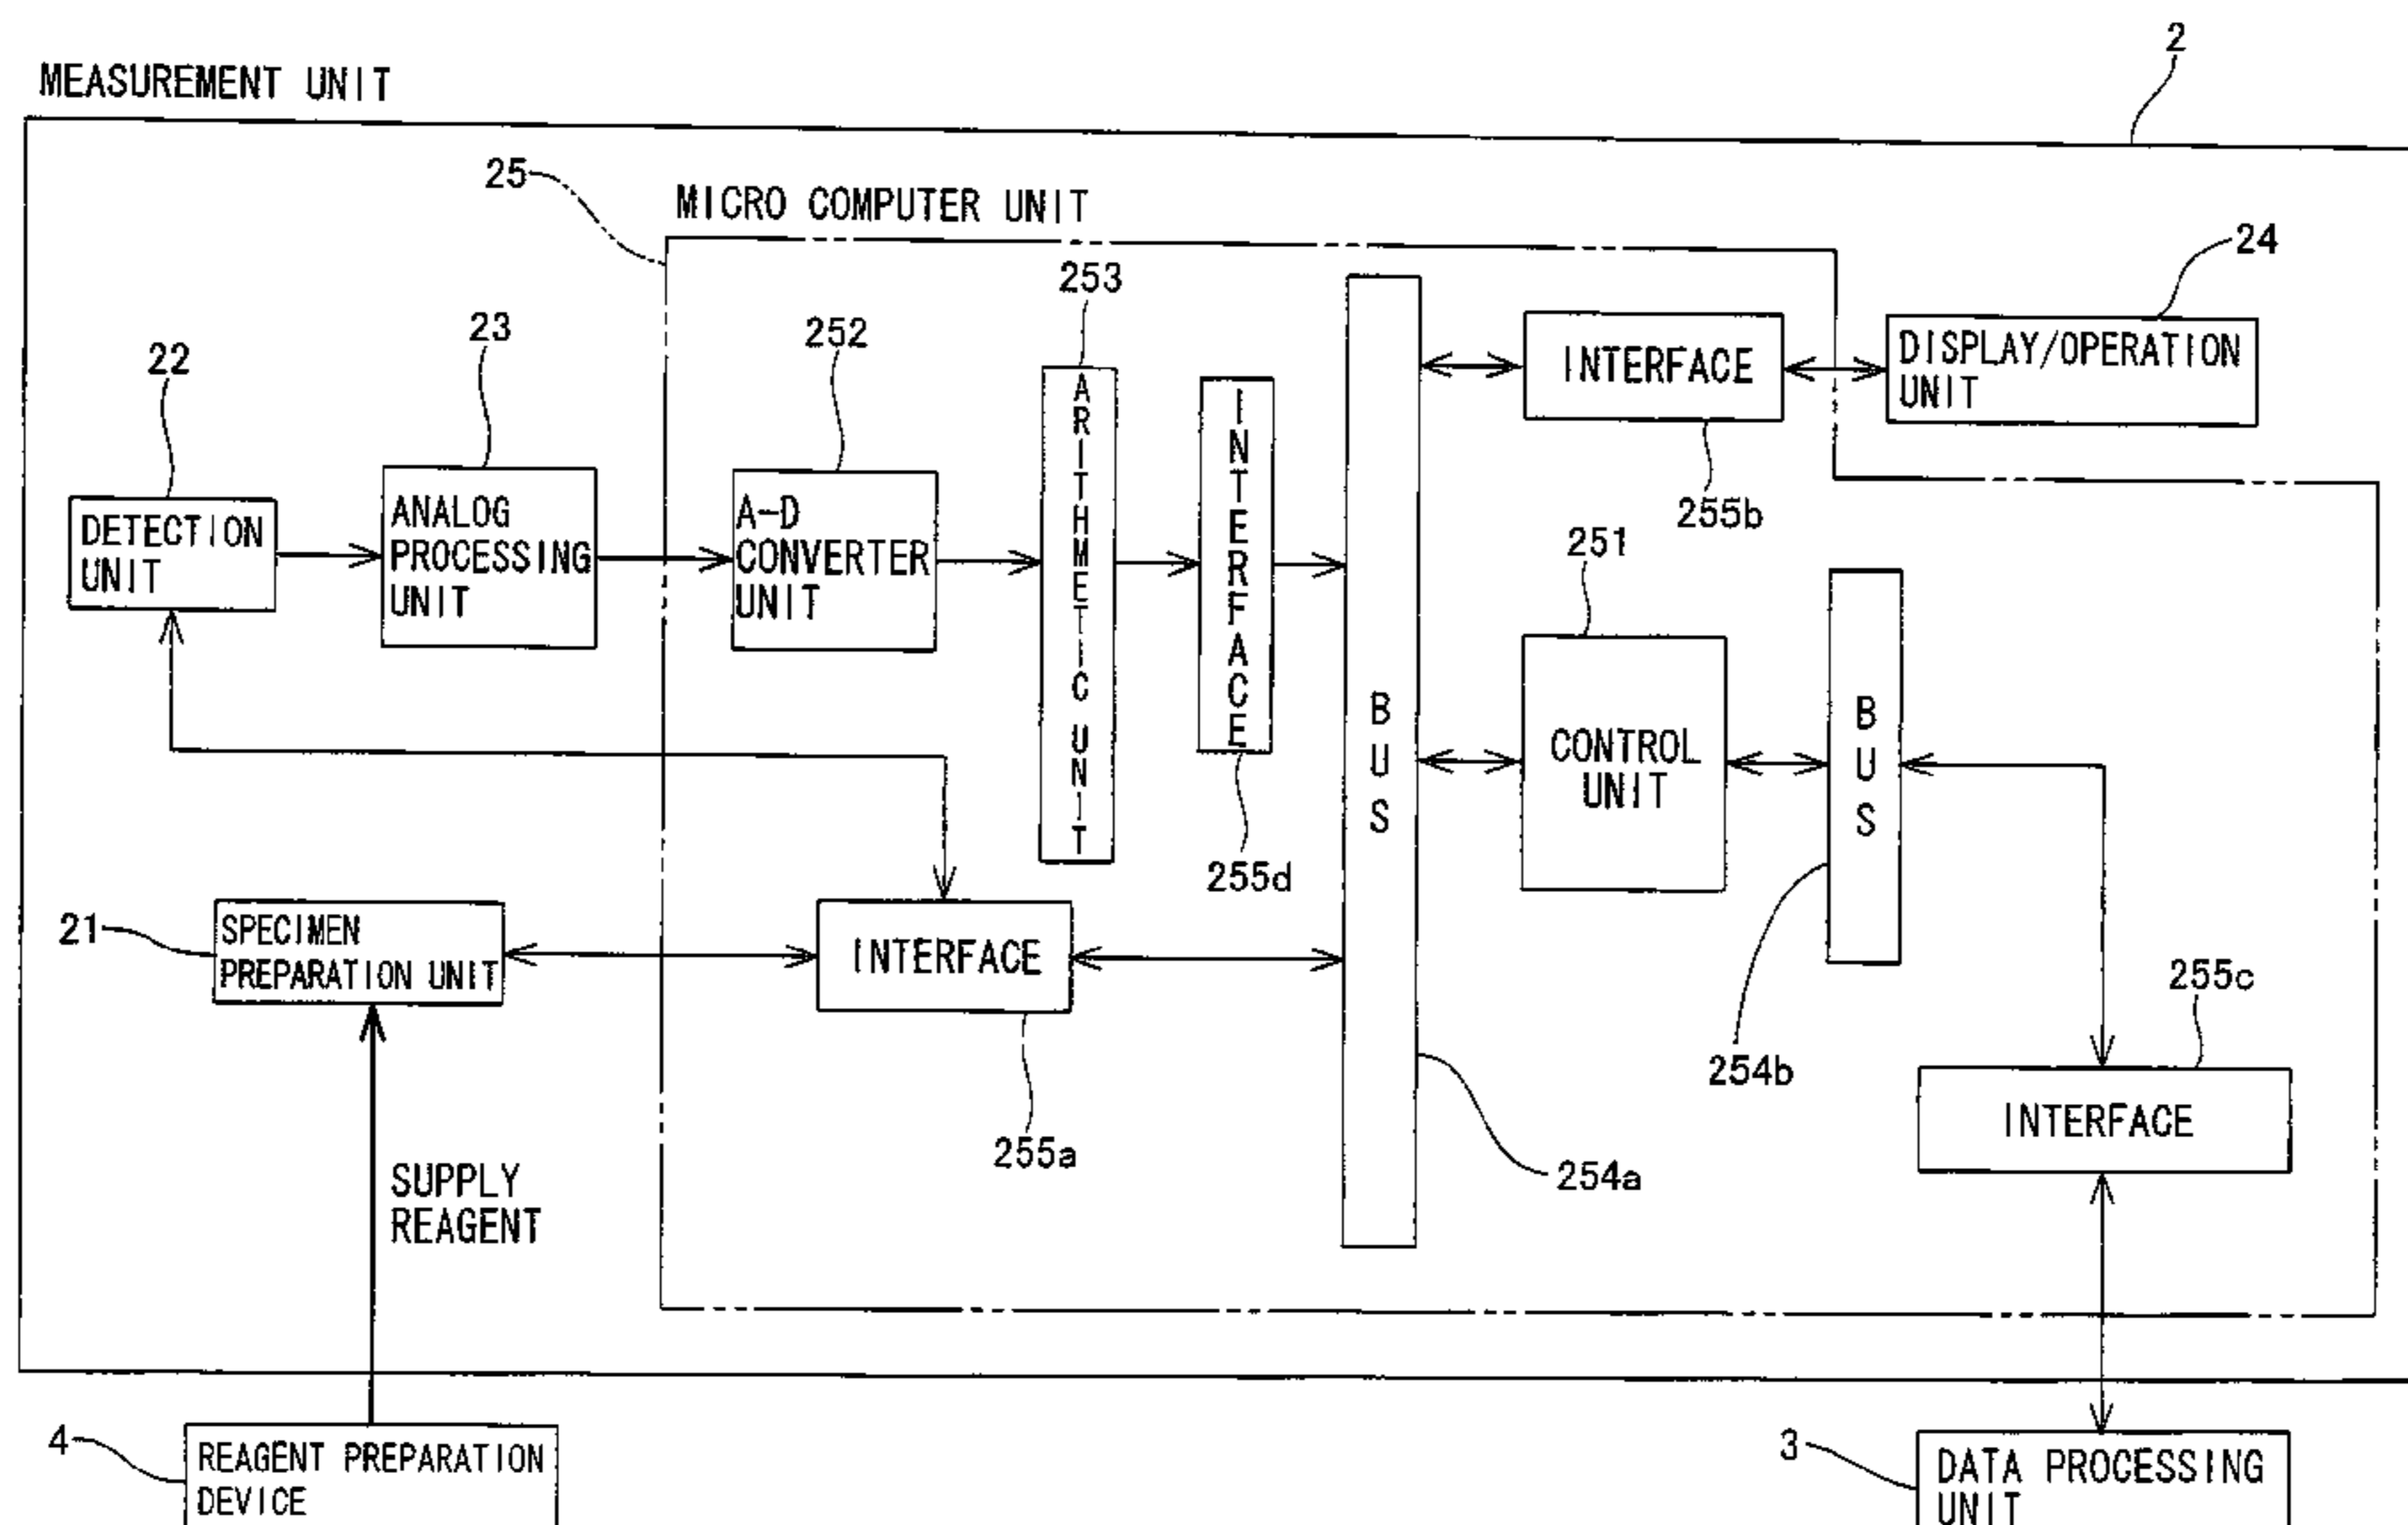 2
MEASUREMENT UNIT
25
MICRO COMPUTER UNIT
24
253
23
252
22
INTERFACE
DISPLAY/OPERATION
UNIT
ARITHMETIC UNIT
INTERFACE
255b
DETECTION
UNIT
ANALOG
PROCESSING
UNIT
A-D
CONVERTER
UNIT
251
BUS
CONTROL
UNIT
BUS
255d
21
SPECIMEN
PREPARATION UNIT
INTERFACE
255c
254b
INTERFACE
255a
254a
SUPPLY
REAGENT
4
REAGENT PREPARATION
DEVICE
3
DATA PROCESSING
UNIT